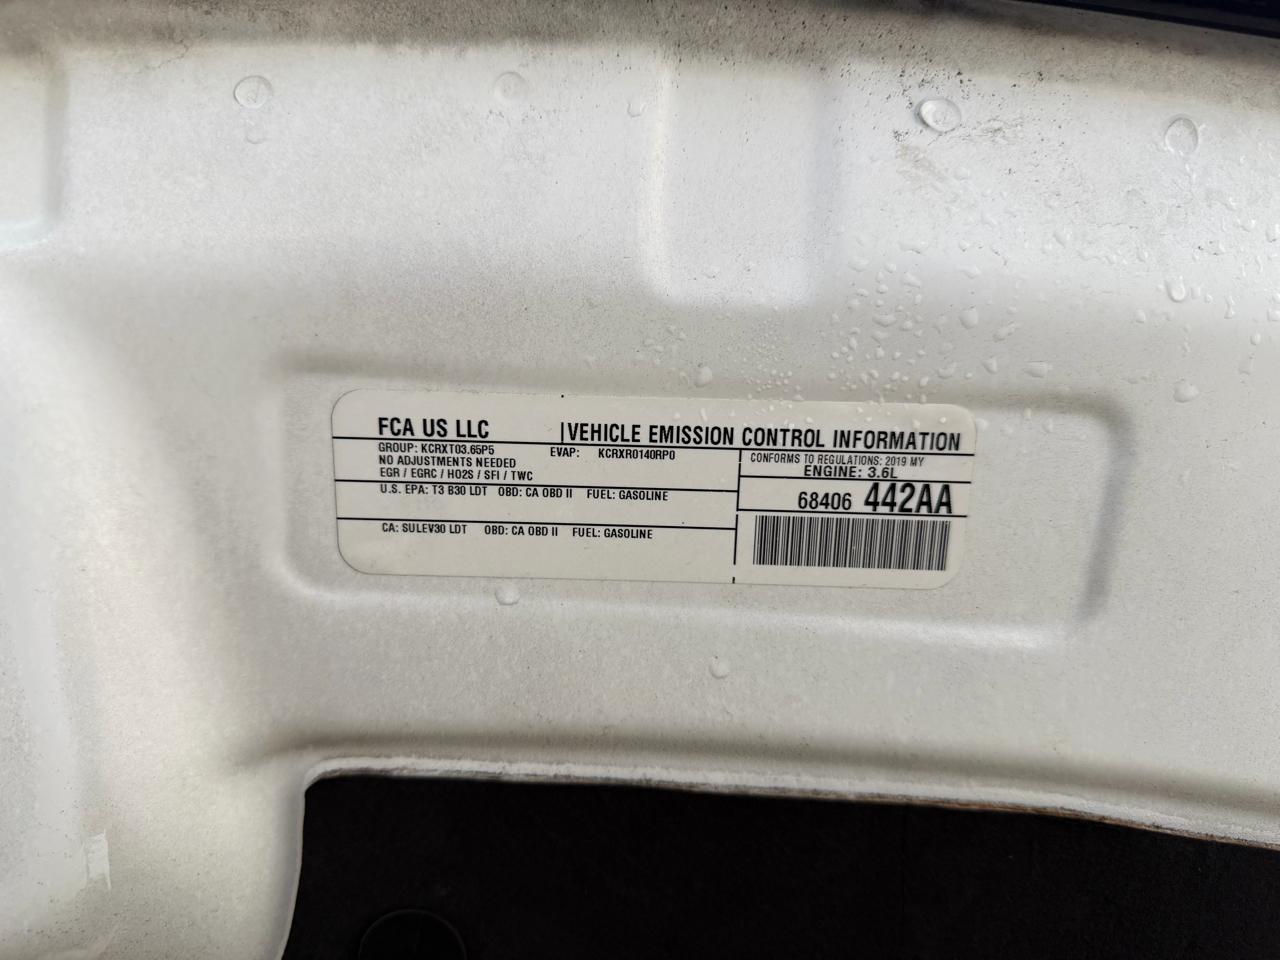 FCA US LLC
VEHICLE EMISSION CONTROL INFORMATION
GROUP: KCRXT03.65P5 EVAP: KCRXR0140RP0
NO ADJUSTMENTS NEEDED
EGR / EGRC / HO2S / SFI / TWC
CONFORMS TO REGULATIONS: 2019 MY
ENGINE: 3.6L
U.S. EPA: T3 B30 LDT OBD: CA OBD II FUEL: GASOLINE
68406 442AA
CA: SULEV30 LDT OBD: CA OBD II FUEL: GASOLINE